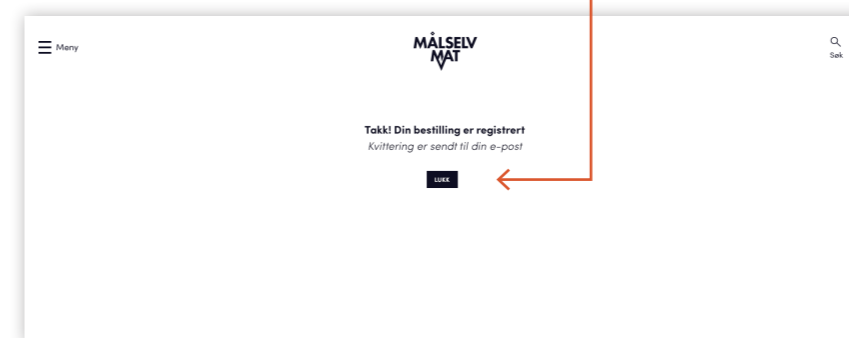 Meny
MÅLSELV
MAT
Søk
Takk! Din bestilling er registrert
Kvittering er sendt til din e-post
LUKK